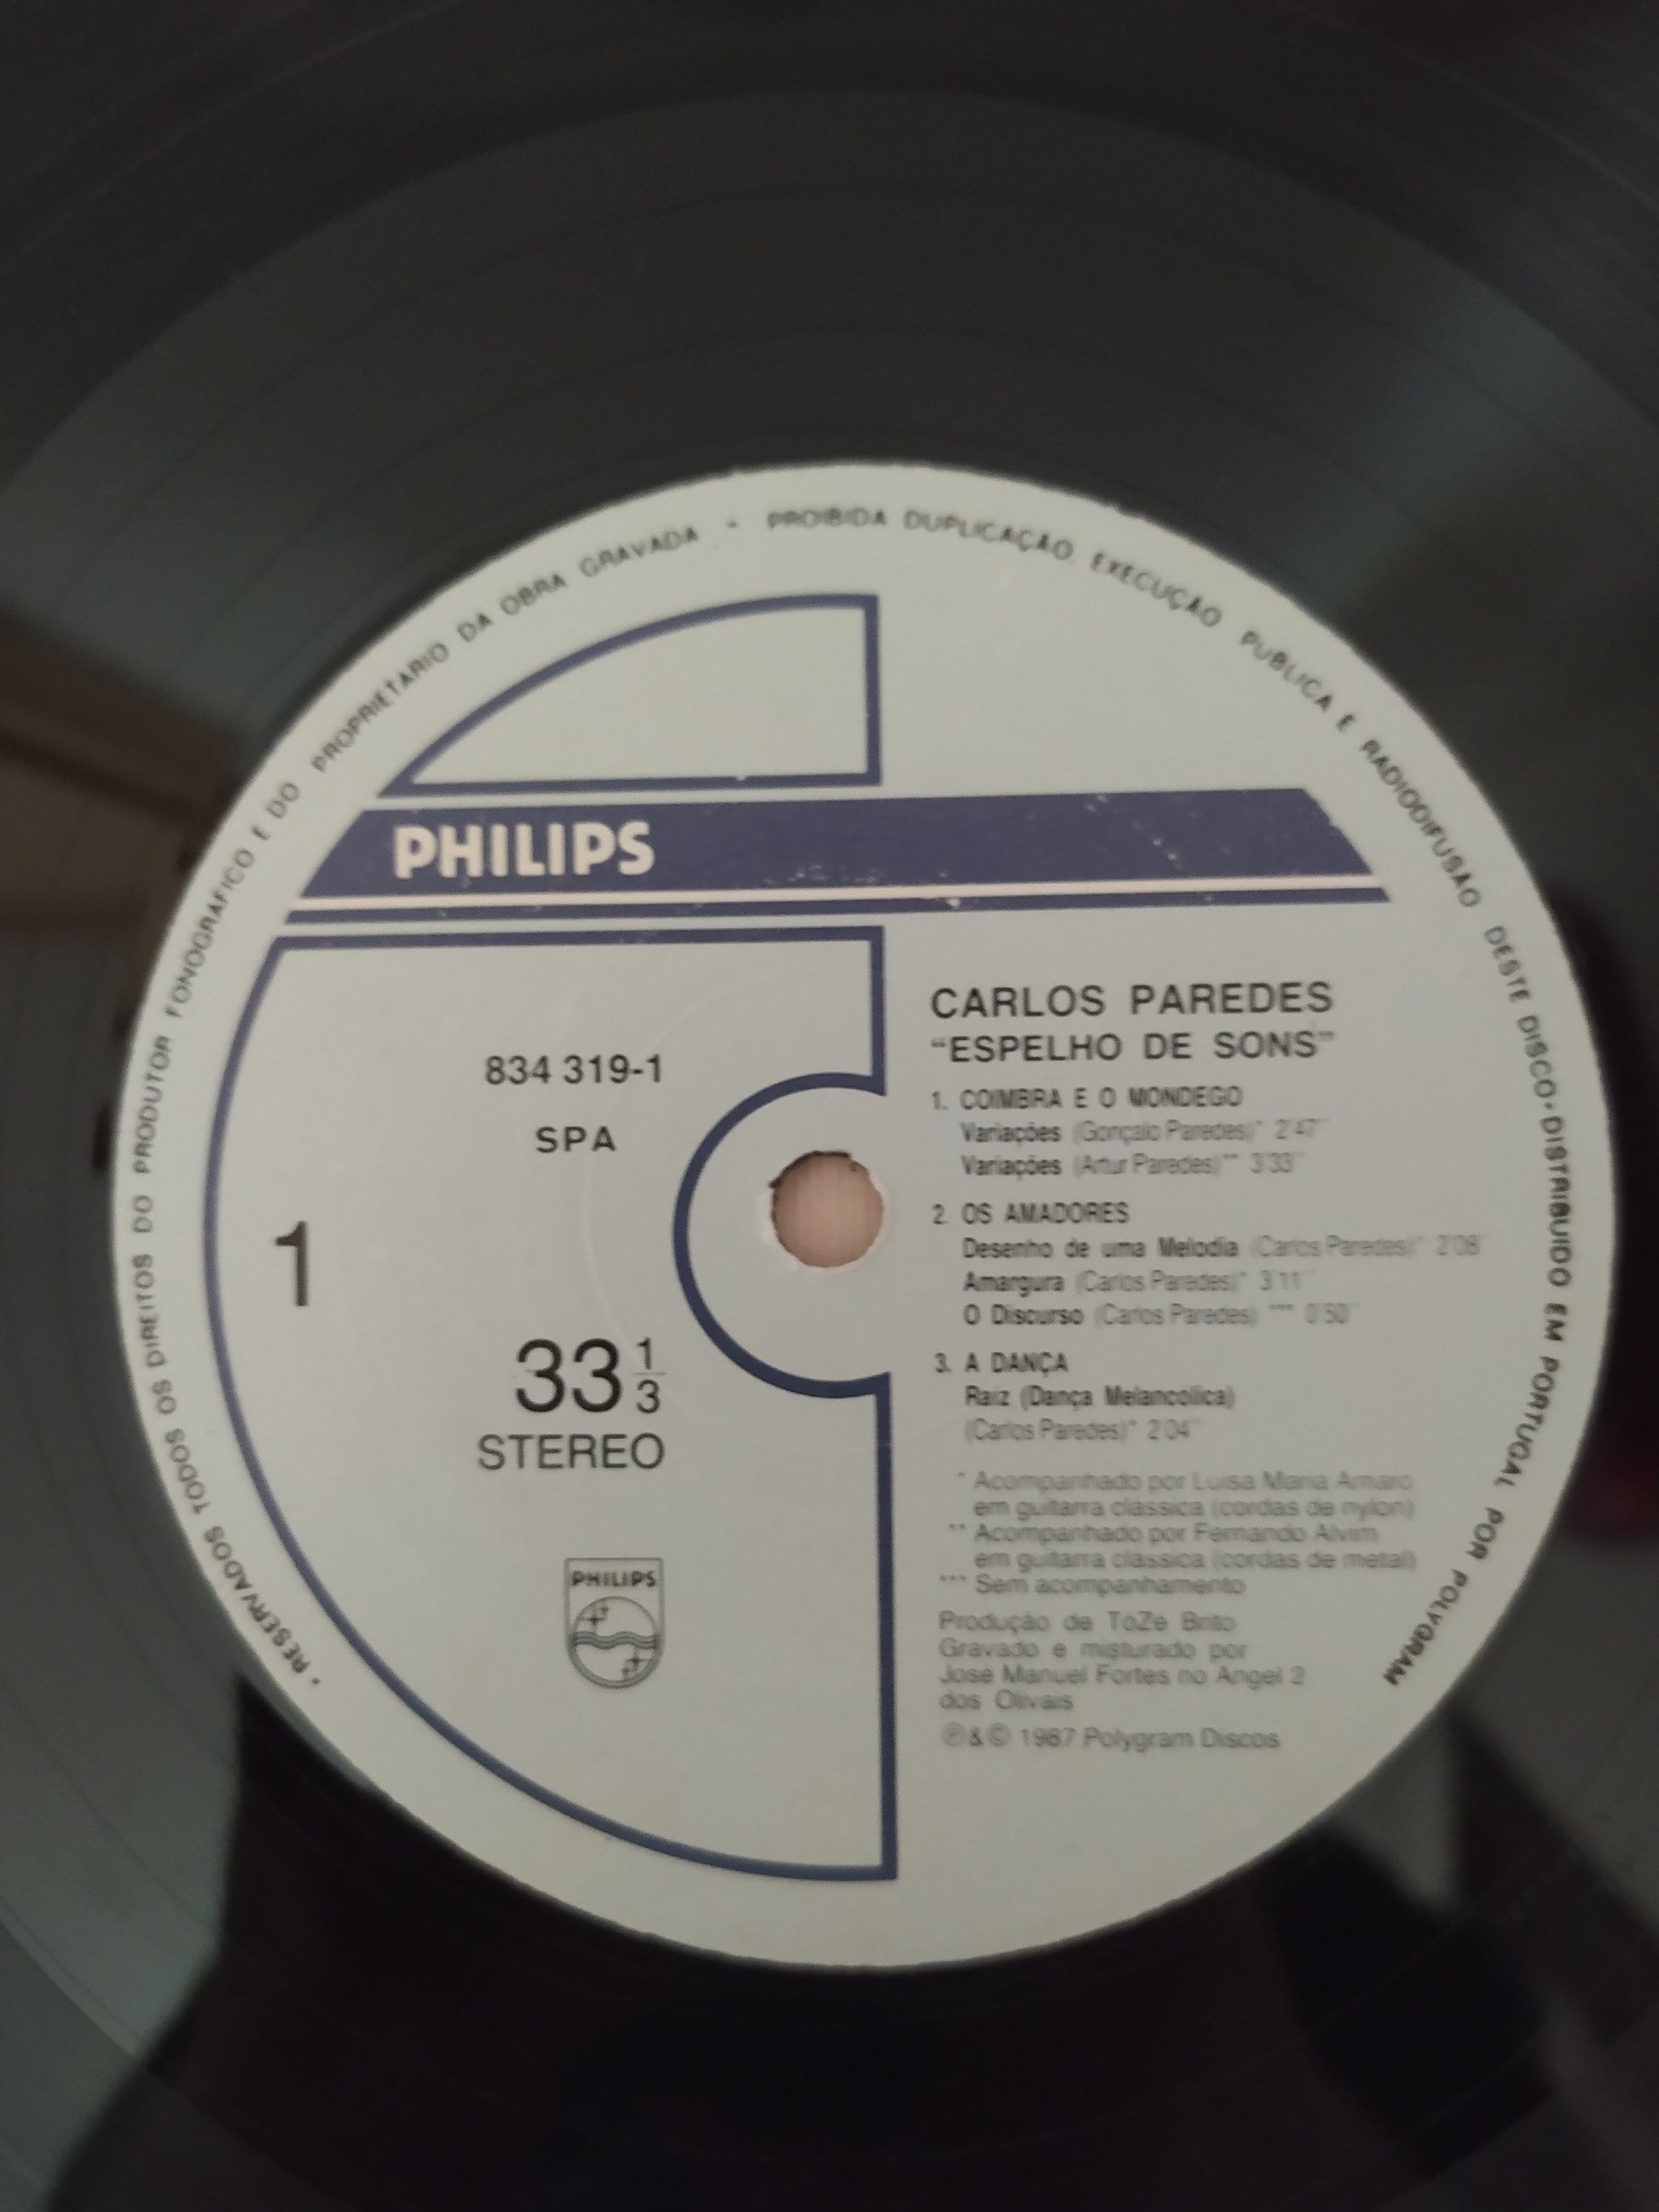 • RESERVADOS TODOS OS DIREITOS DO PRODUTOR FONOGRAFICO E DO PROPRIETARIO DA OBRA GRAVADA • PROIBIDA DUPLICAÇÃO, EXECUÇÃO PUBLICA E RADIODIFUSÃO DESTE DISCO • DISTRIBUIDO EM PORTUGAL POR POLYGRAM
PHILIPS
834 319-1
SPA
1
33 1/3
STEREO
PHILIPS
CARLOS PAREDES
“ESPELHO DE SONS”
1. COIMBRA E O MONDEGO
Variações (Gonçalo Paredes)* 2'47''
Variações (Artur Paredes)** 3'33''
2. OS AMADORES
Desenho de uma Melodia (Carlos Paredes)* 2'08''
Amargura (Carlos Paredes)* 3'11''
O Discurso (Carlos Paredes) *** 0'50''
3. A DANÇA
Raiz (Dança Melancolica)
(Carlos Paredes)* 2'04''
* Acompanhado por Luisa Maria Amaro
em guitarra classica (cordas de nylon)
** Acompanhado por Fernando Alvim
em guitarra classica (cordas de metal)
*** Sem acompanhamento
Produção de ToZe Brito
Gravado e misturado por
Jose Manuel Fortes no Angel 2
dos Olivais
℗ & © 1987 Polygram Discos